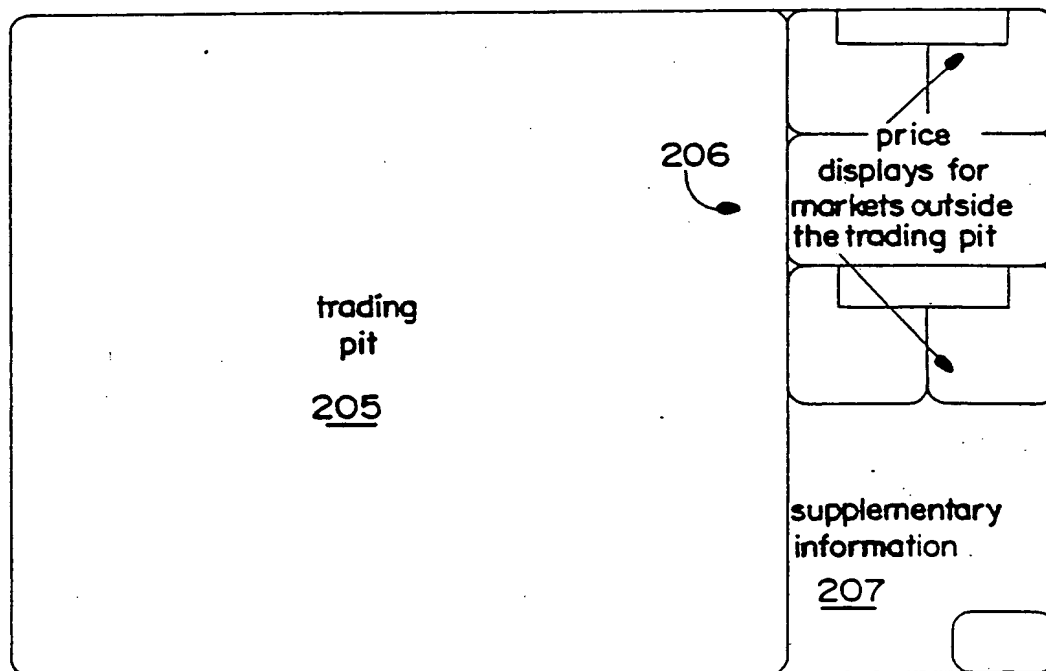 206
trading
pit
205
price
displays for
markets outside
the trading pit
supplementary
information
207